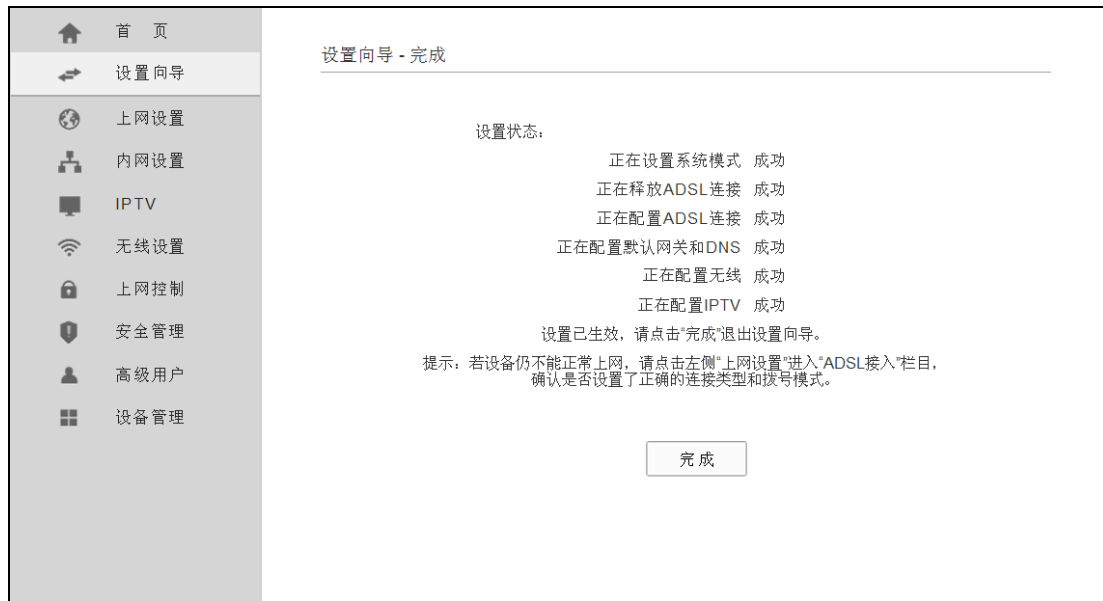 首 页
设置向导
上网设置
内网设置
IPTV
无线设置
上网控制
安全管理
高级用户
设备管理
设置向导 - 完成
设置状态：
正在设置系统模式 成功
正在释放ADSL连接 成功
正在配置ADSL连接 成功
正在配置默认网关和DNS 成功
正在配置无线 成功
正在配置IPTV 成功
设置已生效，请点击“完成”退出设置向导。
提示：若设备仍不能正常上网，请点击左侧“上网设置”进入“ADSL接入”栏目，
确认是否设置了正确的连接类型和拨号模式。
完成